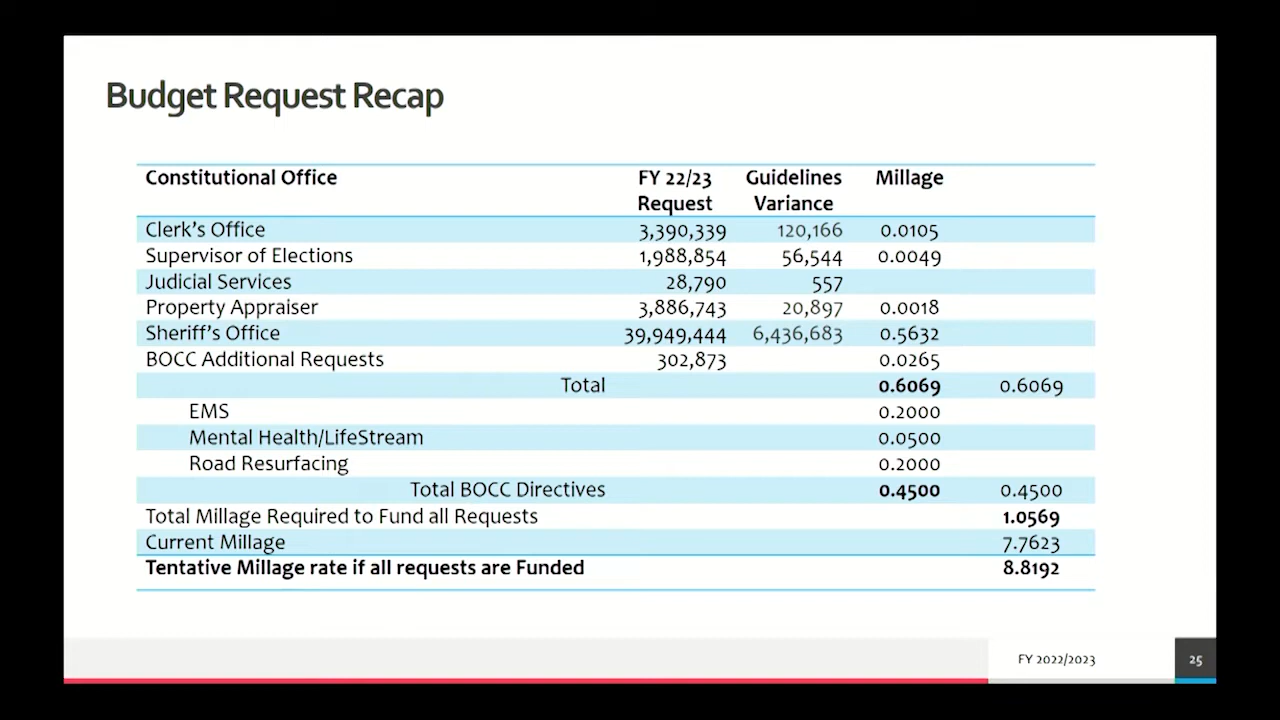 Budget Request Recap
Constitutional Office FY 22/23 Guidelines Millage
Request Variance
Clerk's Office 3,390,339 120,166 0.0105
Supervisor of Elections 1,988,854 56,544 0.0049
Judicial Services 28,790 557
Property Appraiser 3,886,743 20,897 0.0018
Sheriff's Office 39,949,444 6,436,683 0.5632
BOCC Additional Requests 302,873 0.0265
Total 0.6069 0.6069
EMS 0.2000
Mental Health/LifeStream 0.0500
Road Resurfacing 0.2000
Total BOCC Directives 0.4500 0.4500
Total Millage Required to Fund all Requests 1.0569
Current Millage 7.7623
Tentative Millage rate if all requests are Funded 8.8192
FY 2022/2023 25